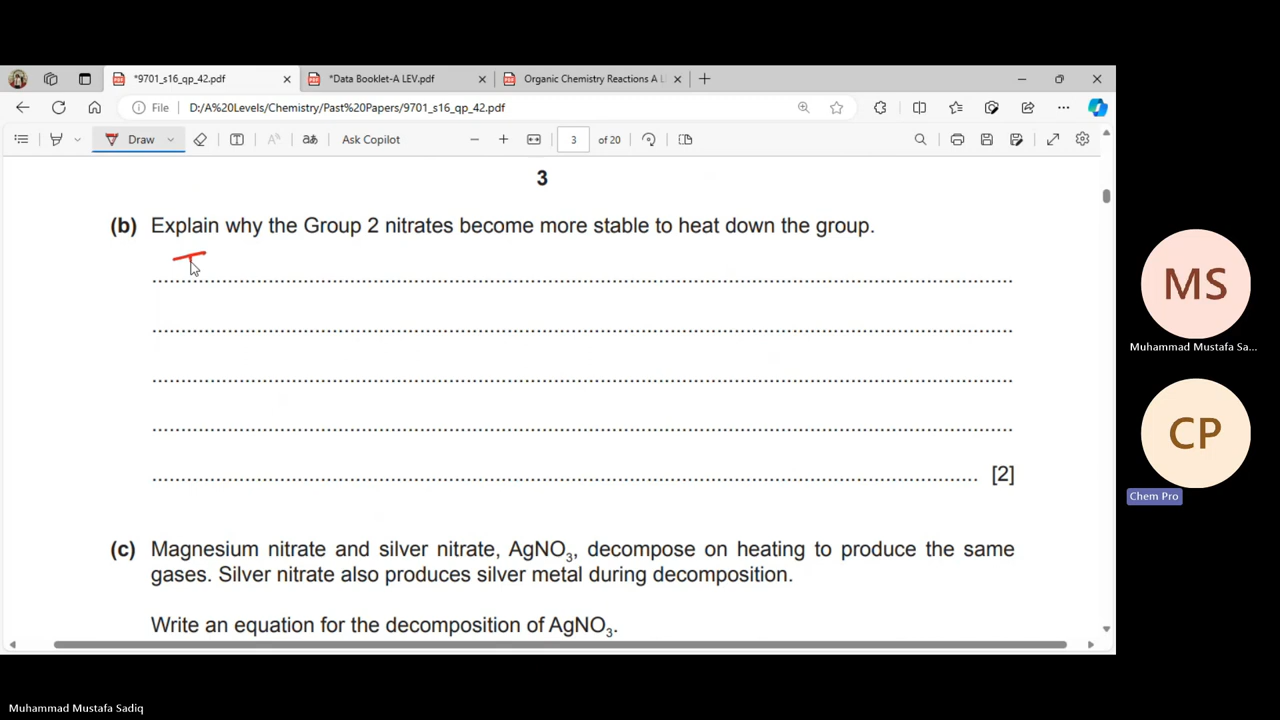 *9701_s16_qp_42.pdf
*Data Booklet-A LEV.pdf
Organic Chemistry Reactions A L
File
D:/A%20Levels/Chemistry/Past%20Papers/9701_s16_qp_42.pdf
Draw
Ask Copilot
3
of 20
3
(b) Explain why the Group 2 nitrates become more stable to heat down the group.
T
[2]
(c) Magnesium nitrate and silver nitrate, AgNO₃, decompose on heating to produce the same
gases. Silver nitrate also produces silver metal during decomposition.
Write an equation for the decomposition of AgNO₃.
MS
Muhammad Mustafa Sa...
CP
Chem Pro
Muhammad Mustafa Sadiq